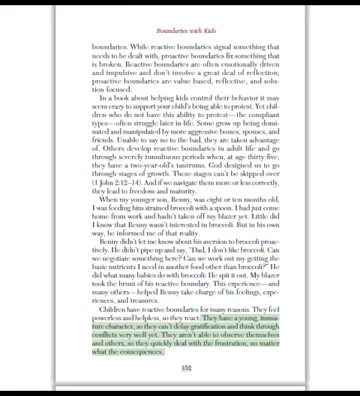 Boundaries with Kids
boundaries. While reactive boundaries signal something that
needs to be dealt with, proactive boundaries fix something that
is broken. Reactive boundaries are often emotionally driven
and impulsive and don't involve a great deal of reflection;
proactive boundaries are value based, reflective, and solu-
tion focused.
In a book about helping kids control their behavior it may
seem crazy to support your child's being able to protest. Yet chil-
dren who do not have this ability to protest—the compliant
types—often struggle later in life. Some grow up being domi-
nated and manipulated by more aggressive bosses, spouses, and
friends. Unable to say no to the bad, they are taken advantage
of. Others develop reactive boundaries in adult life and go
through severely tumultuous periods when, at age thirty-five,
they have a two-year-old's tantrums. God designed us to go
through stages of growth. These stages can't be skipped over
(1 John 2:12–14). And if we navigate them more or less correctly,
they lead to freedom and maturity.
When my younger son, Benny, was eight or ten months old,
I was feeding him strained broccoli with a spoon. I had just come
home from work and hadn't taken off my blazer yet. Little did
I know that Benny wasn't interested in broccoli. But in his own
way, he informed me of that reality.
Benny didn't let me know about his aversion to broccoli proac-
tively. He didn't pipe up and say, "Dad, I don't like broccoli. Can
we negotiate something here? Can we work out my getting the
basic nutrients I need in another food other than broccoli?" He
did what many babies do with broccoli: He spit it out. My blazer
took the brunt of his reactive boundary. This experience—and
many others—helped Benny take charge of his feelings, expe-
riences, and treasures.
Children have reactive boundaries for many reasons. They feel
powerless and helpless, so they react. They have a young, imma-
ture character, so they can't delay gratification and think through
conflicts very well yet. They aren't able to observe themselves
and others, so they quickly deal with the frustration, no matter
what the consequences.
192